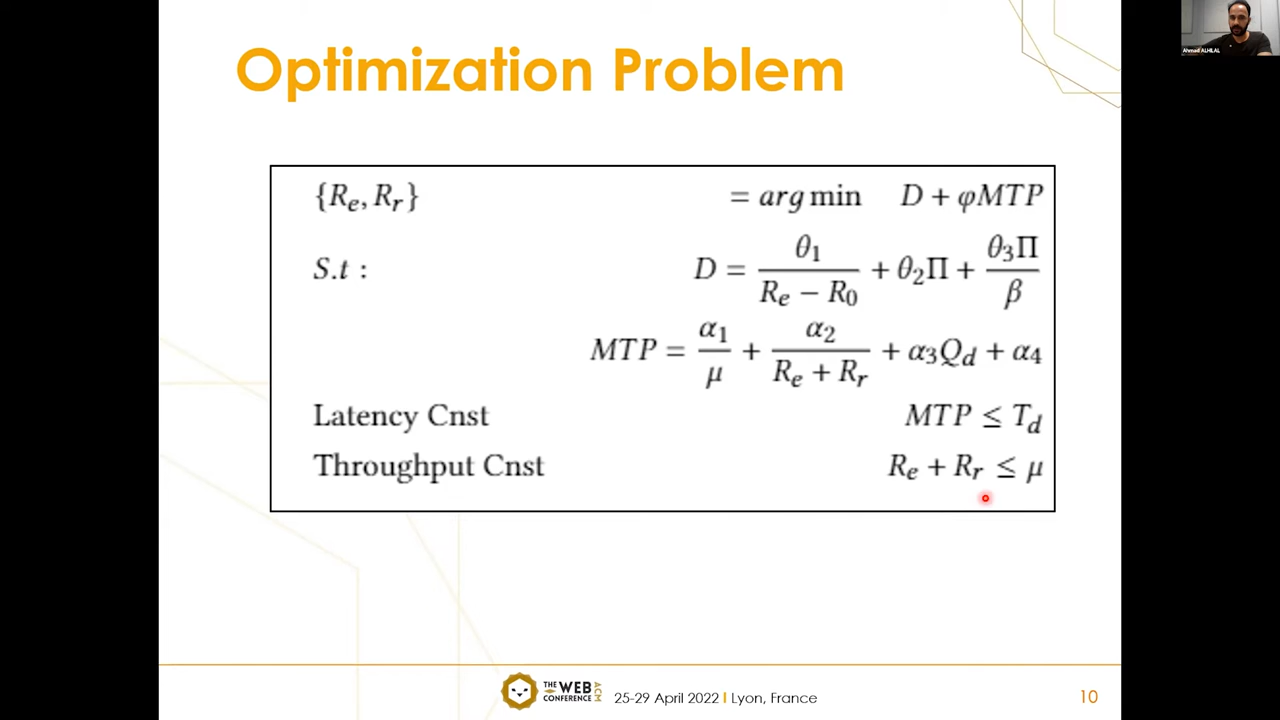 Ahmad ALHILAL
Optimization Problem
{Rₑ, Rᵣ} = arg min D + φMTP
S.t : D = θ₁ / (Rₑ − R₀) + θ₂Π + θ₃Π / β
MTP = α₁ / μ + α₂ / (Rₑ + Rᵣ) + α₃Q_d + α₄
Latency Cnst MTP ≤ T_d
Throughput Cnst Rₑ + Rᵣ ≤ μ
THE WEB CONFERENCE ACM
25-29 April 2022 I Lyon, France
10